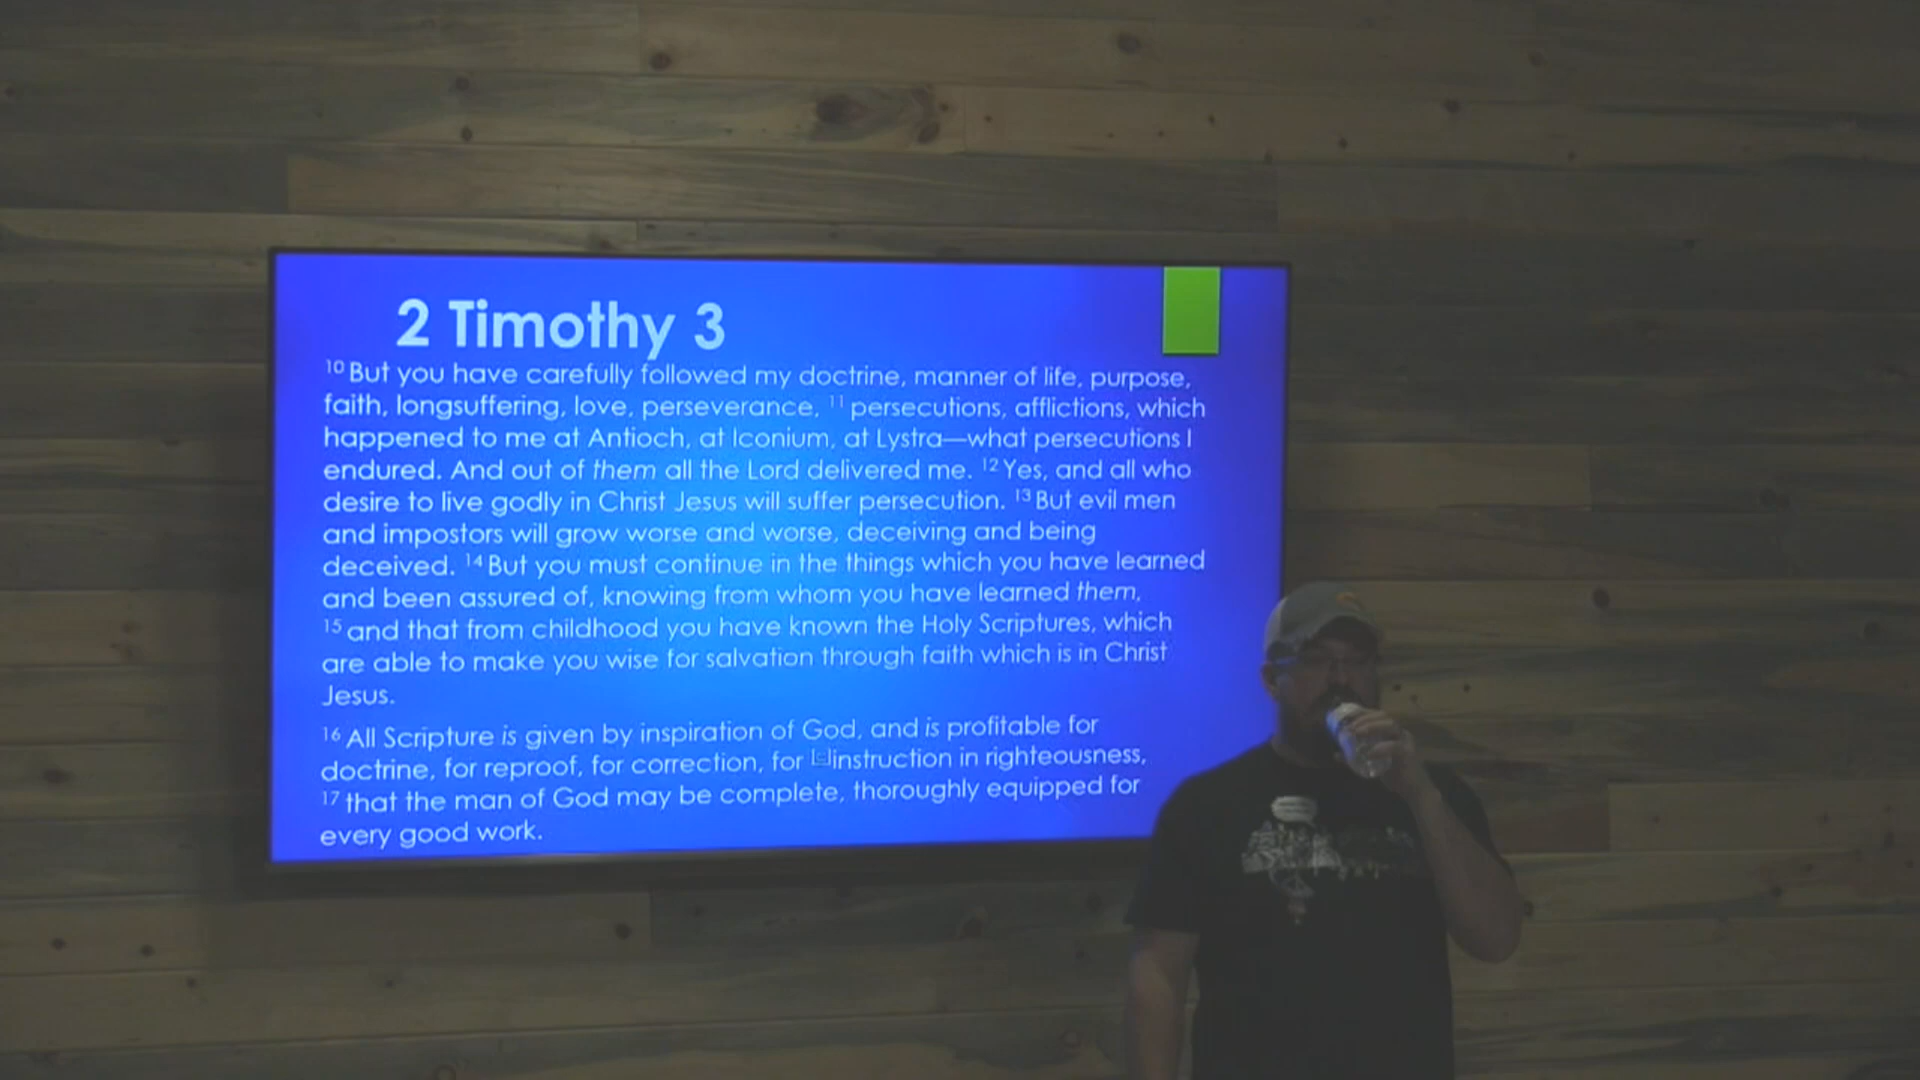 2 Timothy 3
10 But you have carefully followed my doctrine, manner of life, purpose,
faith, longsuffering, love, perseverance, 11 persecutions, afflictions, which
happened to me at Antioch, at Iconium, at Lystra—what persecutions I
endured. And out of them all the Lord delivered me. 12 Yes, and all who
desire to live godly in Christ Jesus will suffer persecution. 13 But evil men
and impostors will grow worse and worse, deceiving and being
deceived. 14 But you must continue in the things which you have learned
and been assured of, knowing from whom you have learned them,
15 and that from childhood you have known the Holy Scriptures, which
are able to make you wise for salvation through faith which is in Christ
Jesus.
16 All Scripture is given by inspiration of God, and is profitable for
doctrine, for reproof, for correction, for [c]instruction in righteousness,
17 that the man of God may be complete, thoroughly equipped for
every good work.